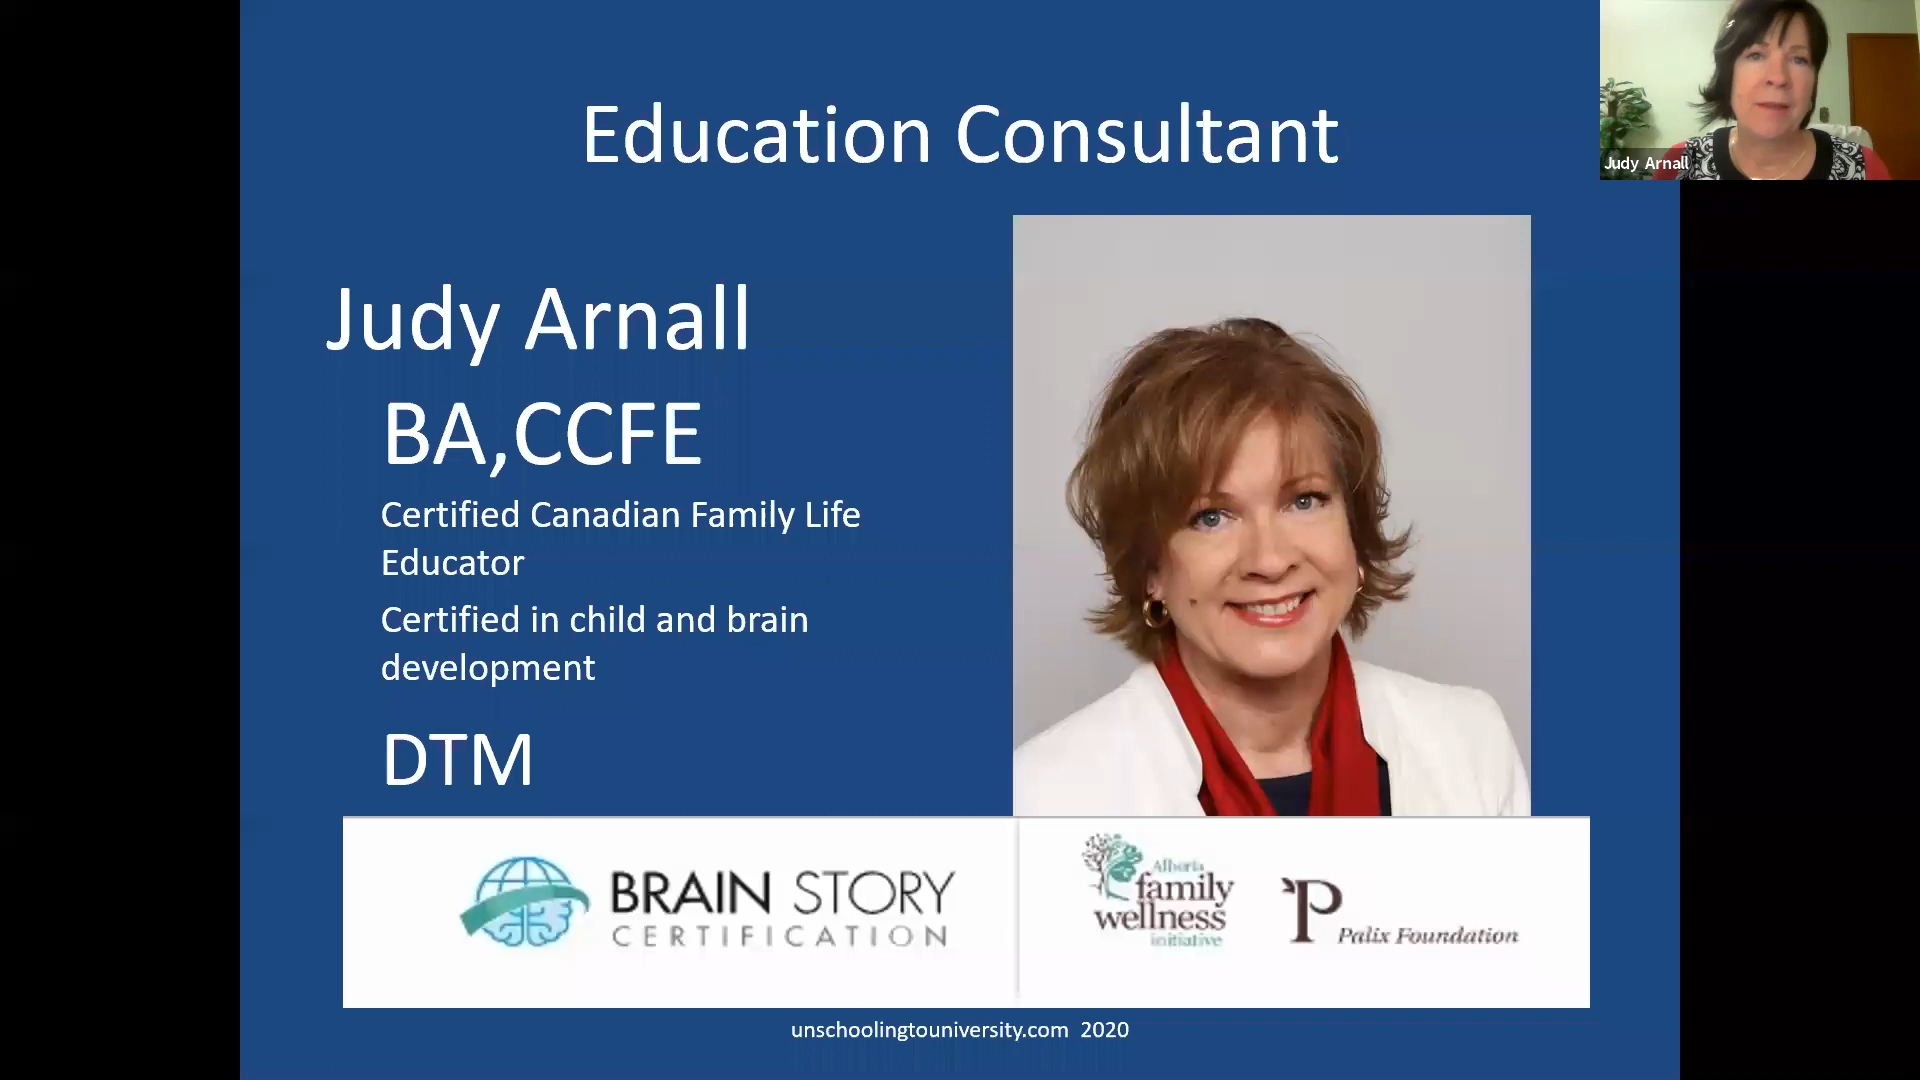 Education Consultant
Judy Arnall
Judy Arnall
BA,CCFE
Certified Canadian Family Life
Educator
Certified in child and brain
development
DTM
BRAIN STORY
CERTIFICATION
Alberta
family
wellness
initiative
P
Palix Foundation
unschoolingtouniversity.com 2020